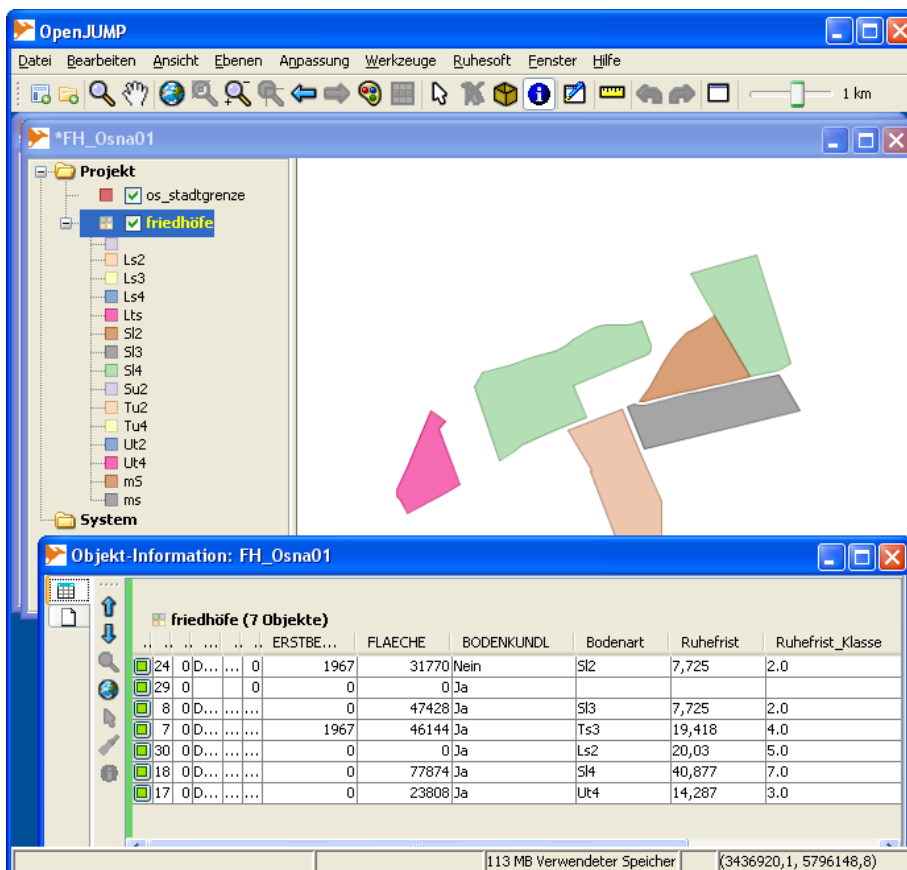 OpenJUMP
Datei Bearbeiten Ansicht Ebenen Anpassung Werkzeuge Ruhesoft Fenster Hilfe
1 km
*FH_Osna01
Projekt
os_stadtgrenze
friedhöfe
Ls2
Ls3
Ls4
Lts
Sl2
Sl3
Sl4
Su2
Tu2
Tu4
Ut2
Ut4
mS
ms
System
Objekt-Information: FH_Osna01
friedhöfe (7 Objekte)
.. .. .. ... .. .. ERSTBE... FLAECHE BODENKUNDL Bodenart Ruhefrist Ruhefrist_Klasse
24 0 D... ... 0 1967 31770 Nein Sl2 7,725 2.0
29 0 0 0 0 Ja
8 0 D... ... ... 0 47428 Ja Sl3 7,725 2.0
7 0 D... ... ... 1967 46144 Ja Ts3 19,418 4.0
30 0 D... ... ... 0 0 Ja Ls2 20,03 5.0
18 0 D... ... ... 0 77874 Ja Sl4 40,877 7.0
17 0 D... ... ... 0 23808 Ja Ut4 14,287 3.0
113 MB Verwendeter Speicher (3436920,1, 5796148,8)